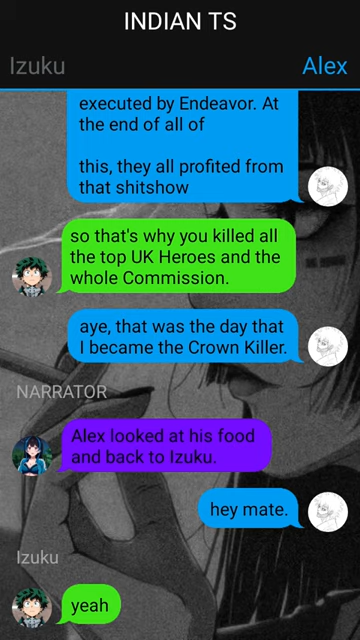 INDIAN TS
Izuku
Alex
executed by Endeavor. At
the end of all of
this, they all profited from
that shitshow
so that's why you killed all
the top UK Heroes and the
whole Commission.
aye, that was the day that
I became the Crown Killer.
NARRATOR
Alex looked at his food
and back to Izuku.
hey mate.
Izuku
yeah